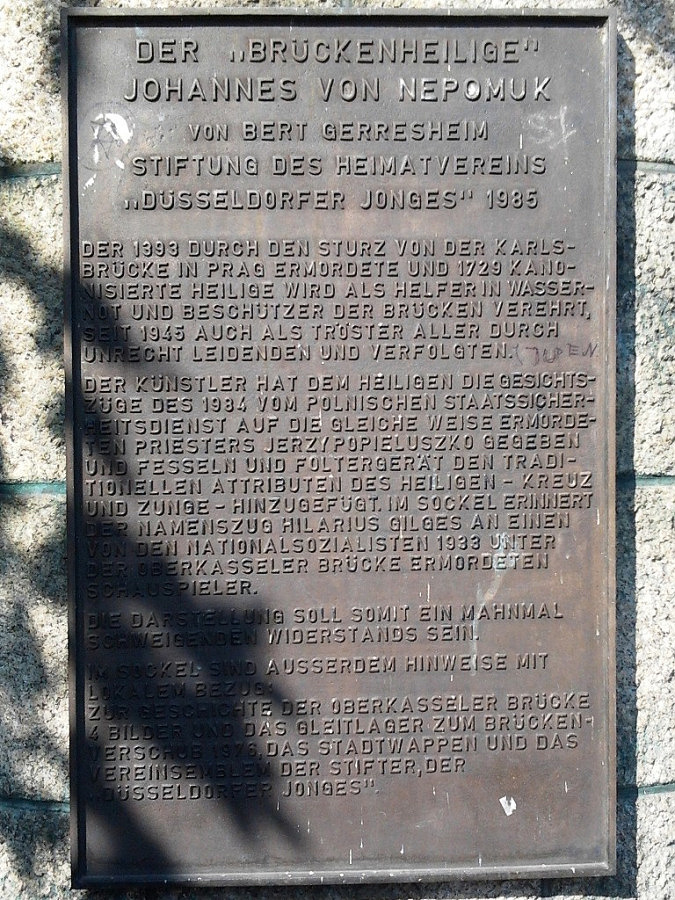 DER „BRÜCKENHEILIGE"
JOHANNES VON NEPOMUK
VON BERT GERRESHEIM
STIFTUNG DES HEIMATVEREINS
„DÜSSELDORFER JONGES" 1985
DER 1393 DURCH DEN STURZ VON DER KARLS-
BRÜCKE IN PRAG ERMORDETE UND 1729 KANO-
NISIERTE HEILIGE WIRD ALS HELFER IN WASSER-
NOT UND BESCHÜTZER DER BRÜCKEN VEREHRT,
SEIT 1945 AUCH ALS TRÖSTER ALLER DURCH
UNRECHT LEIDENDEN UND VERFOLGTEN.
DER KÜNSTLER HAT DEM HEILIGEN DIE GESICHTS-
ZÜGE DES 1984 VOM POLNISCHEN STAATSSICHER-
HEITSDIENST AUF DIE GLEICHE WEISE ERMORDE-
TEN PRIESTERS JERZY POPIELUSZKO GEGEBEN
UND FESSELN UND FOLTERGERÄT DEN TRADI-
TIONELLEN ATTRIBUTEN DES HEILIGEN - KREUZ
UND ZUNGE - HINZUGEFÜGT. IM SOCKEL ERINNERT
DER NAMENSZUG HILARIUS GILGES AN EINEN
VON DEN NATIONALSOZIALISTEN 1933 UNTER
DER OBERKASSELER BRÜCKE ERMORDETEN
SCHAUSPIELER.
DIE DARSTELLUNG SOLL SOMIT EIN MAHNMAL
SCHWEIGENDEN WIDERSTANDS SEIN.
IM SOCKEL SIND AUSSERDEM HINWEISE MIT
LOKALEM BEZUG:
ZUR GESCHICHTE DER OBERKASSELER BRÜCKE
4 BILDER UND DAS GLEITLAGER ZUM BRÜCKEN-
VERSCHUB 1976, DAS STADTWAPPEN UND DAS
VEREINSEMBLEM DER STIFTER, DER
„DÜSSELDORFER JONGES".